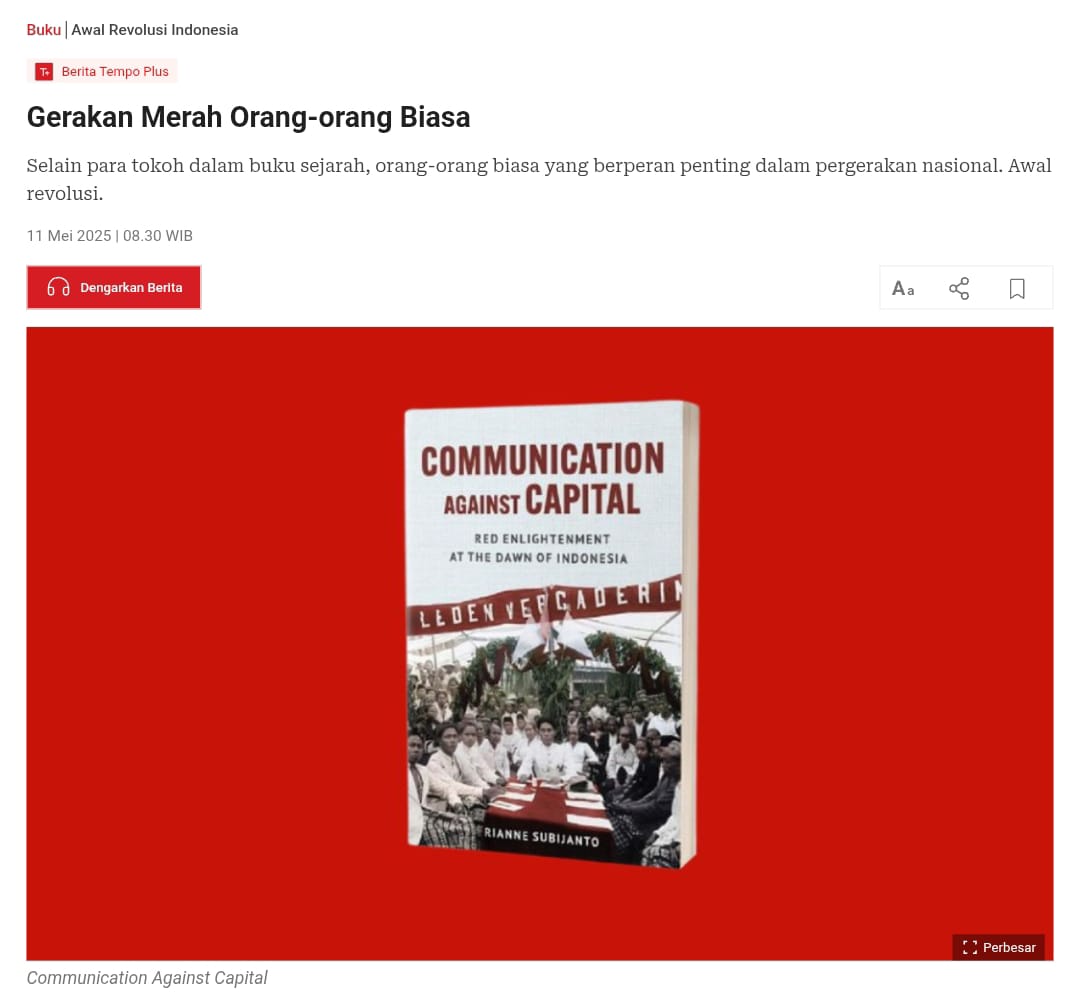 Buku | Awal Revolusi Indonesia
T+ Berita Tempo Plus
Gerakan Merah Orang-orang Biasa
Selain para tokoh dalam buku sejarah, orang-orang biasa yang berperan penting dalam pergerakan nasional. Awal
revolusi.
11 Mei 2025 | 08.30 WIB
Dengarkan Berita
Aa
COMMUNICATION
AGAINST CAPITAL
RED ENLIGHTENMENT
AT THE DAWN OF INDONESIA
LEDEN VERGADERIN
RIANNE SUBIJANTO
Perbesar
Communication Against Capital